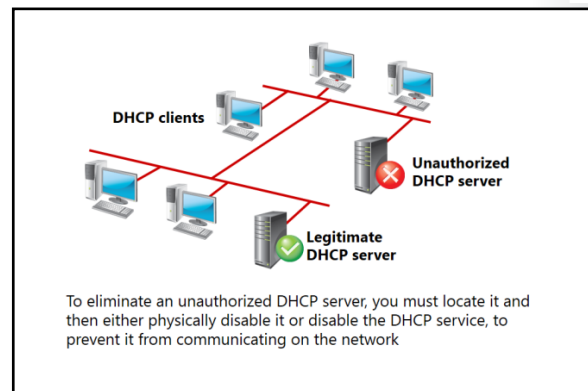 DHCP clients
Unauthorized
DHCP server
Legitimate
DHCP server
To eliminate an unauthorized DHCP server, you must locate it and
then either physically disable it or disable the DHCP service, to
prevent it from communicating on the network